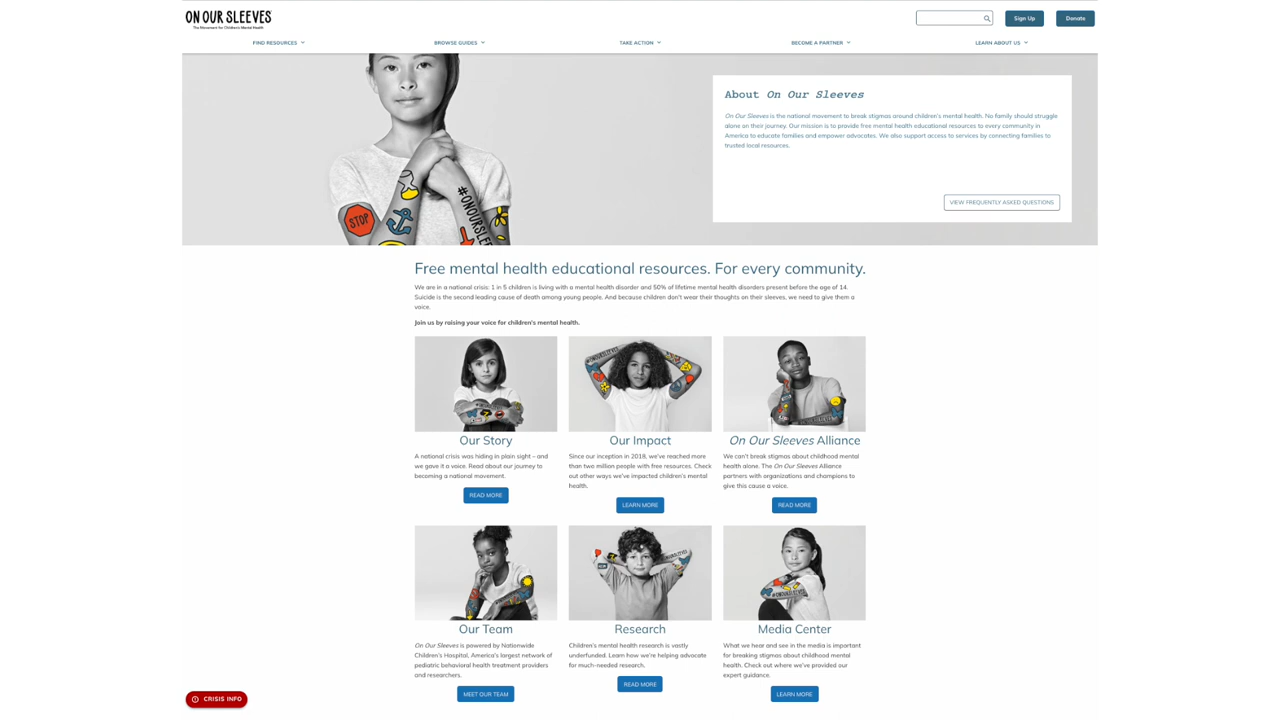 ON OUR SLEEVES
The Movement for Children's Mental Health
Sign Up
Donate
FIND RESOURCES
BROWSE GUIDES
TAKE ACTION
BECOME A PARTNER
LEARN ABOUT US
STOP
#ONOURSLEE
About On Our Sleeves
On Our Sleeves is the national movement to break stigmas around children's mental health. No family should struggle
alone on their journey. Our mission is to provide free mental health educational resources to every community in
America to educate families and empower advocates. We also support access to services by connecting families to
trusted local resources.
VIEW FREQUENTLY ASKED QUESTIONS
Free mental health educational resources. For every community.
We are in a national crisis: 1 in 5 children is living with a mental health disorder and 50% of lifetime mental health disorders present before the age of 14.
Suicide is the second leading cause of death among young people. And because children don't wear their thoughts on their sleeves, we need to give them a
voice.
Join us by raising your voice for children's mental health.
Our Story
A national crisis was hiding in plain sight – and
we gave it a voice. Read about our journey to
becoming a national movement.
READ MORE
Our Impact
Since our inception in 2018, we've reached more
than two million people with free resources. Check
out other ways we've impacted children's mental
health.
LEARN MORE
On Our Sleeves Alliance
We can't break stigmas about childhood mental
health alone. The On Our Sleeves Alliance
partners with organizations and champions to
give this cause a voice.
READ MORE
Our Team
On Our Sleeves is powered by Nationwide
Children's Hospital, America's largest network of
pediatric behavioral health treatment providers
and researchers.
MEET OUR TEAM
Research
Children's mental health research is vastly
underfunded. Learn how we're helping advocate
for much-needed research.
READ MORE
#ONOURSLEEVES
Media Center
What we hear and see in the media is important
for breaking stigmas about childhood mental
health. Check out where we've provided our
expert guidance.
LEARN MORE
CRISIS INFO